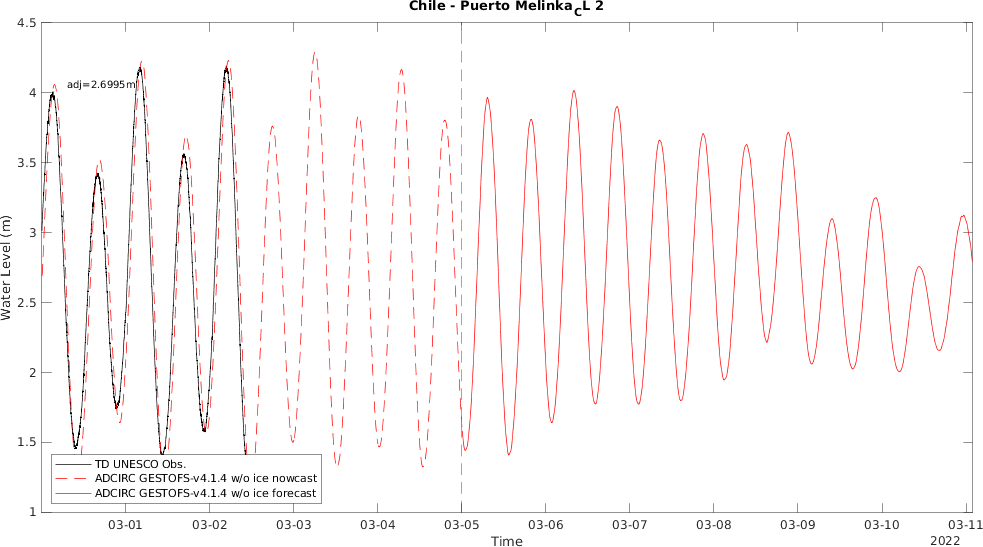 Chile - Puerto Melinka_CL 2
4.5
4
3.5
3
2.5
2
1.5
1
Water Level (m)
adj=2.6995m
TD UNESCO Obs.
ADCIRC GESTOFS-v4.1.4 w/o ice nowcast
ADCIRC GESTOFS-v4.1.4 w/o ice forecast
03-01 03-02 03-03 03-04 03-05 03-06 03-07 03-08 03-09 03-10 03-11
Time
2022